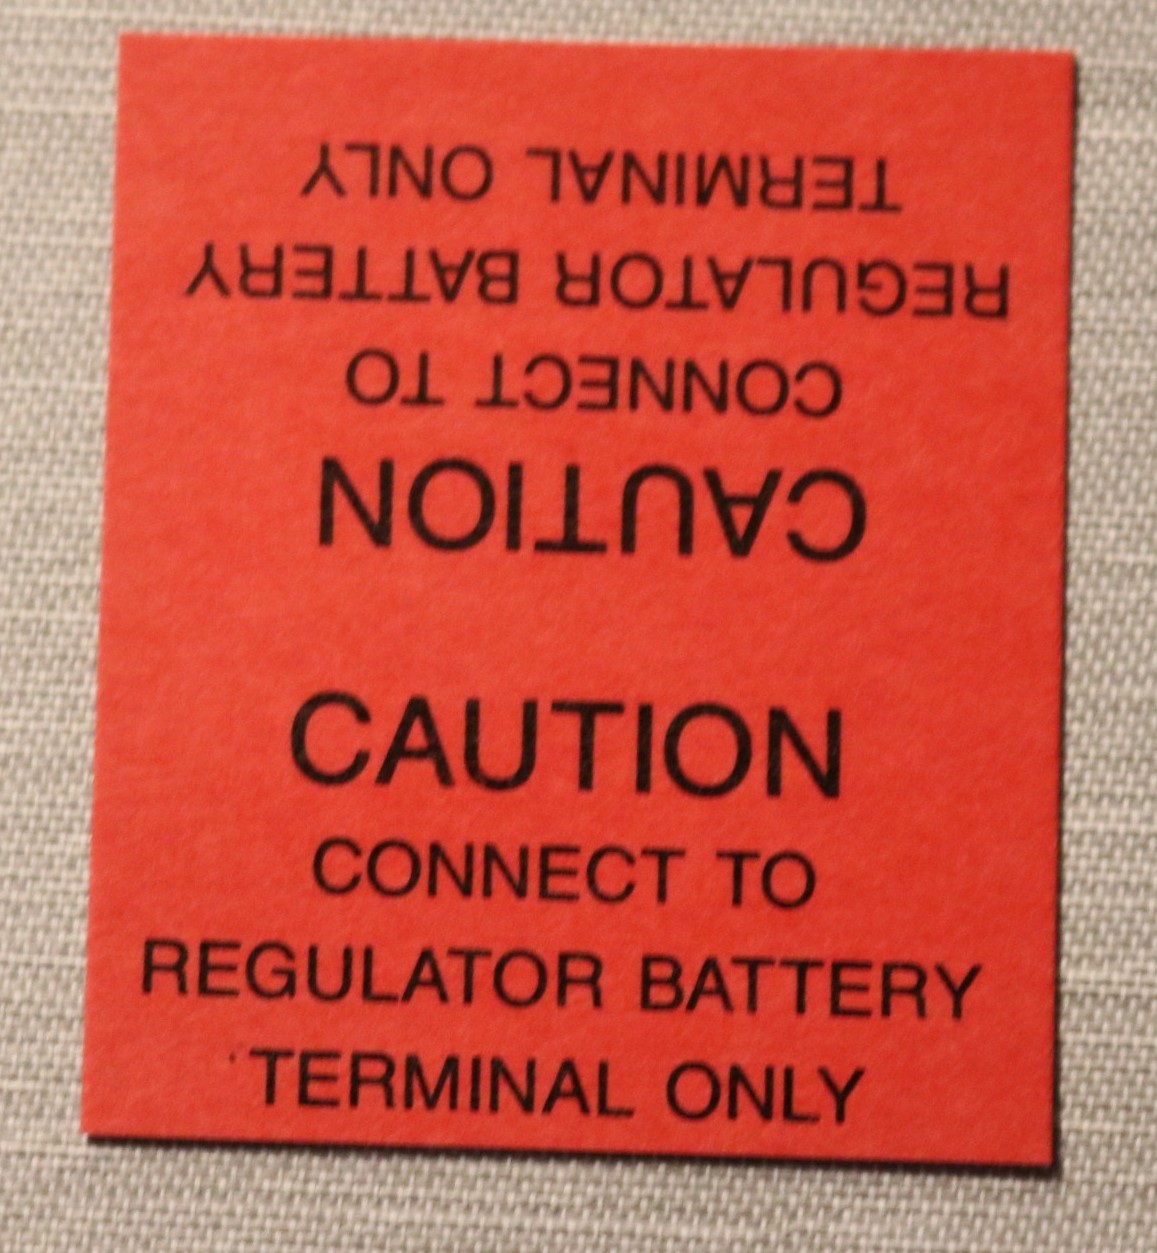 CAUTION
CONNECT TO
REGULATOR BATTERY
TERMINAL ONLY
CAUTION
CONNECT TO
REGULATOR BATTERY
TERMINAL ONLY